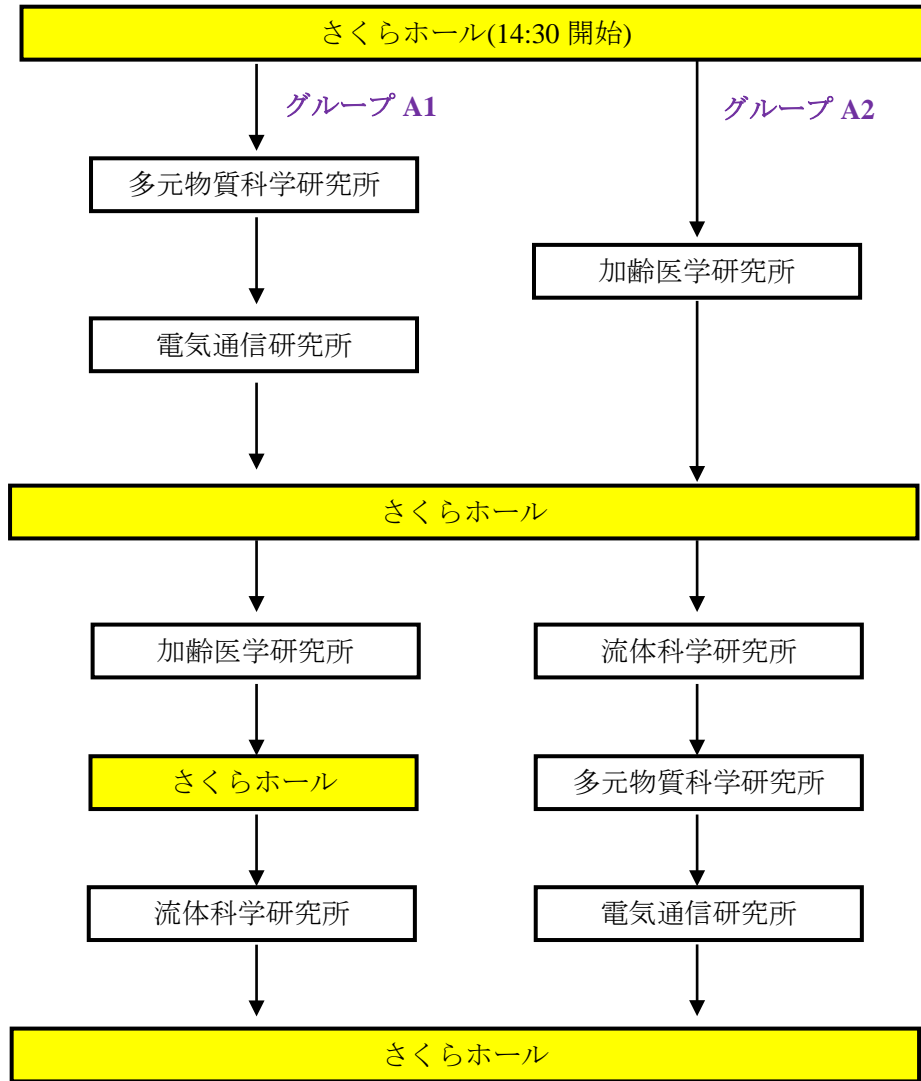 さくらホール(14:30 開始)
グループ A1
グループ A2
多元物質科学研究所
加齢医学研究所
電気通信研究所
さくらホール
加齢医学研究所
流体科学研究所
さくらホール
多元物質科学研究所
流体科学研究所
電気通信研究所
さくらホール